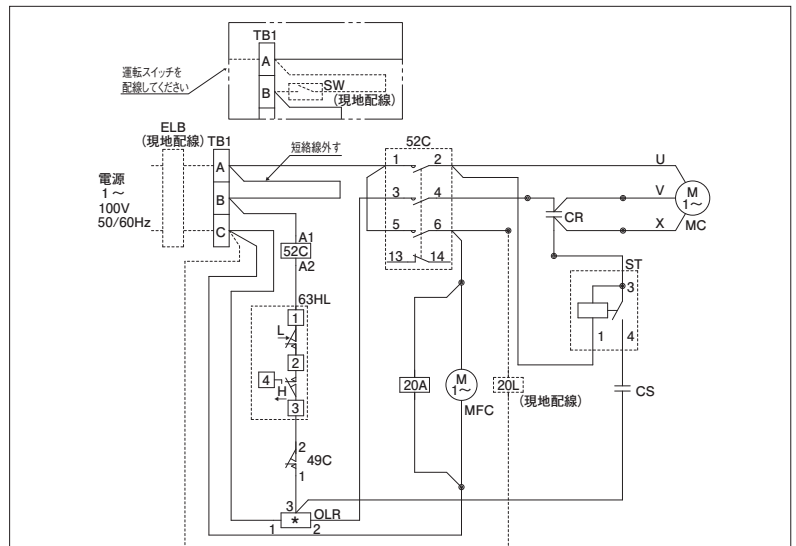 TB1
A
B
運転スイッチを
配線してください
SW
(現地配線)
ELB
(現地配線)
TB1
短絡線外す
52C
A
B
C
電源
1～
100V
50/60Hz
1
2
3
4
5
6
13
14
U
V
X
M
1～
MC
CR
ST
3
1
4
A1
52C
A2
63HL
1
L
2
4
H
3
20A
M
1～
MFC
20L
(現地配線)
CS
2
49C
1
3
*
OLR
1
2